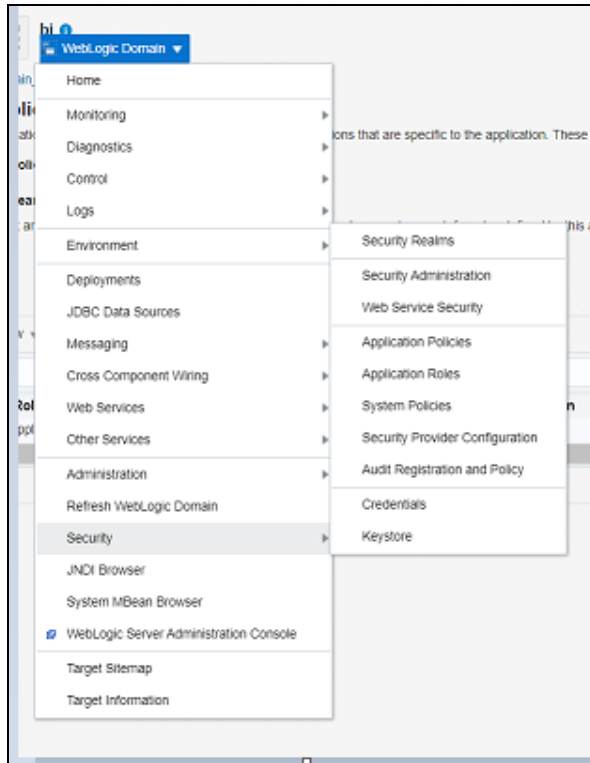 bi
WebLogic Domain
Home
Monitoring
ions that are specific to the application. These
Diagnostics
Control
Logs
Environment
Security Realms
Deployments
Security Administration
JDBC Data Sources
Web Service Security
Messaging
Application Policies
Cross Component Wiring
Application Roles
Web Services
System Policies
Other Services
Security Provider Configuration
Administration
Audit Registration and Policy
Refresh WebLogic Domain
Credentials
Security
Keystore
JNDI Browser
System MBean Browser
WebLogic Server Administration Console
Target Sitemap
Target Information